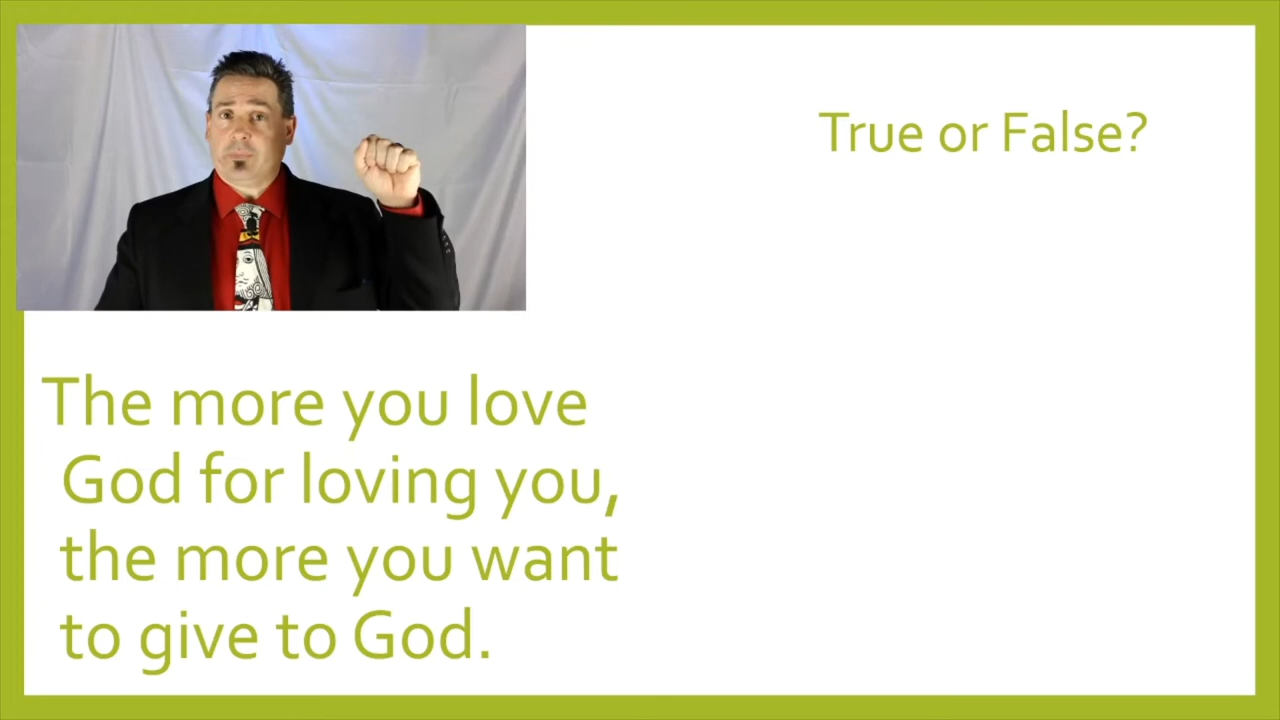 True or False?
The more you love
God for loving you,
the more you want
to give to God.